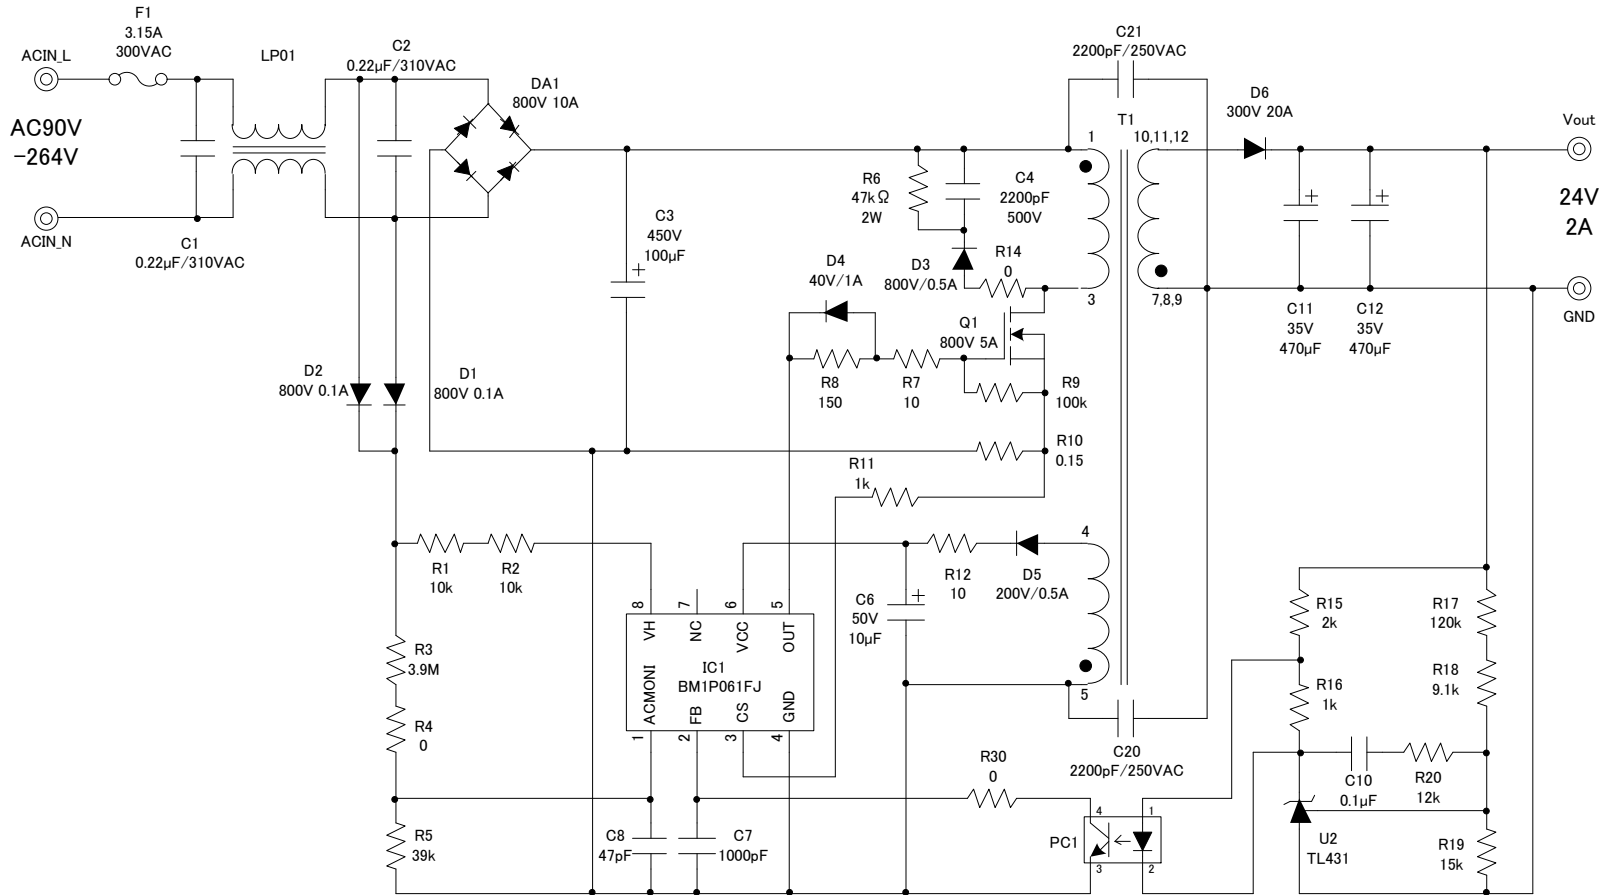 F1
3.15A
300VAC
ACIN_L
LP01
C2
0.22µF/310VAC
DA1
800V 10A
C21
2200pF/250VAC
D6
300V 20A
Vout
AC90V
-264V
T1
1
10,11,12
R6
47kΩ
2W
C4
2200pF
500V
24V
2A
ACIN_N
C1
0.22µF/310VAC
C3
450V
100µF
+
D4
40V/1A
D3
800V/0.5A
R14
0
3
7,8,9
+
+
C11
35V
470µF
C12
35V
470µF
GND
Q1
800V 5A
D2
800V 0.1A
D1
800V 0.1A
R8
150
R7
10
R9
100k
R10
0.15
R11
1k
4
R1
10k
R2
10k
R12
10
D5
200V/0.5A
C6
50V
10µF
+
8
7
6
5
VH
NC
VCC
OUT
IC1
BM1P061FJ
ACMONI
FB
CS
GND
1
2
3
4
5
R15
2k
R17
120k
R3
3.9M
R18
9.1k
R16
1k
R4
0
C20
2200pF/250VAC
R30
0
C10
0.1µF
R20
12k
R5
39k
C8
47pF
C7
1000pF
4
1
PC1
3
2
U2
TL431
R19
15k